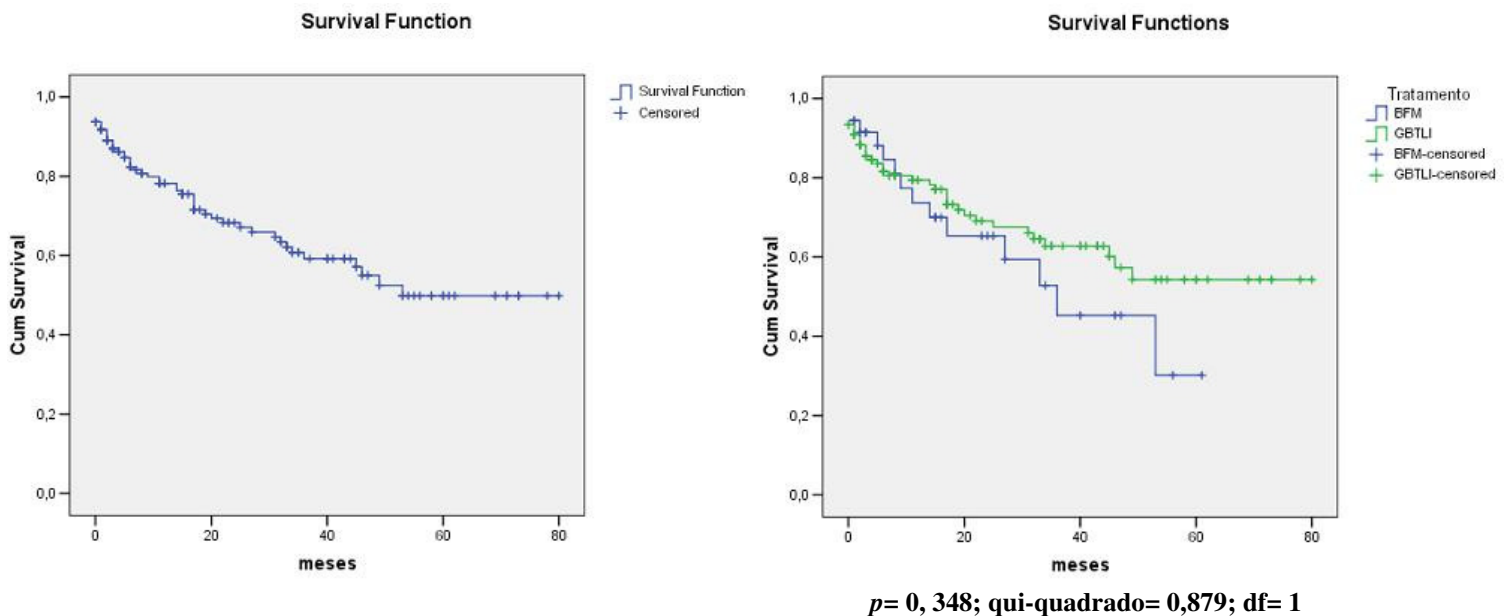 Survival Function
Cum Survival
1,0
0,8
0,6
0,4
0,2
0,0
0 20 40 60 80
meses
Survival Function
Censored
Survival Functions
Cum Survival
1,0
0,8
0,6
0,4
0,2
0,0
0 20 40 60 80
meses
Tratamento
BFM
GBTLI
BFM-censored
GBTLI-censored
p= 0, 348; qui-quadrado= 0,879; df= 1